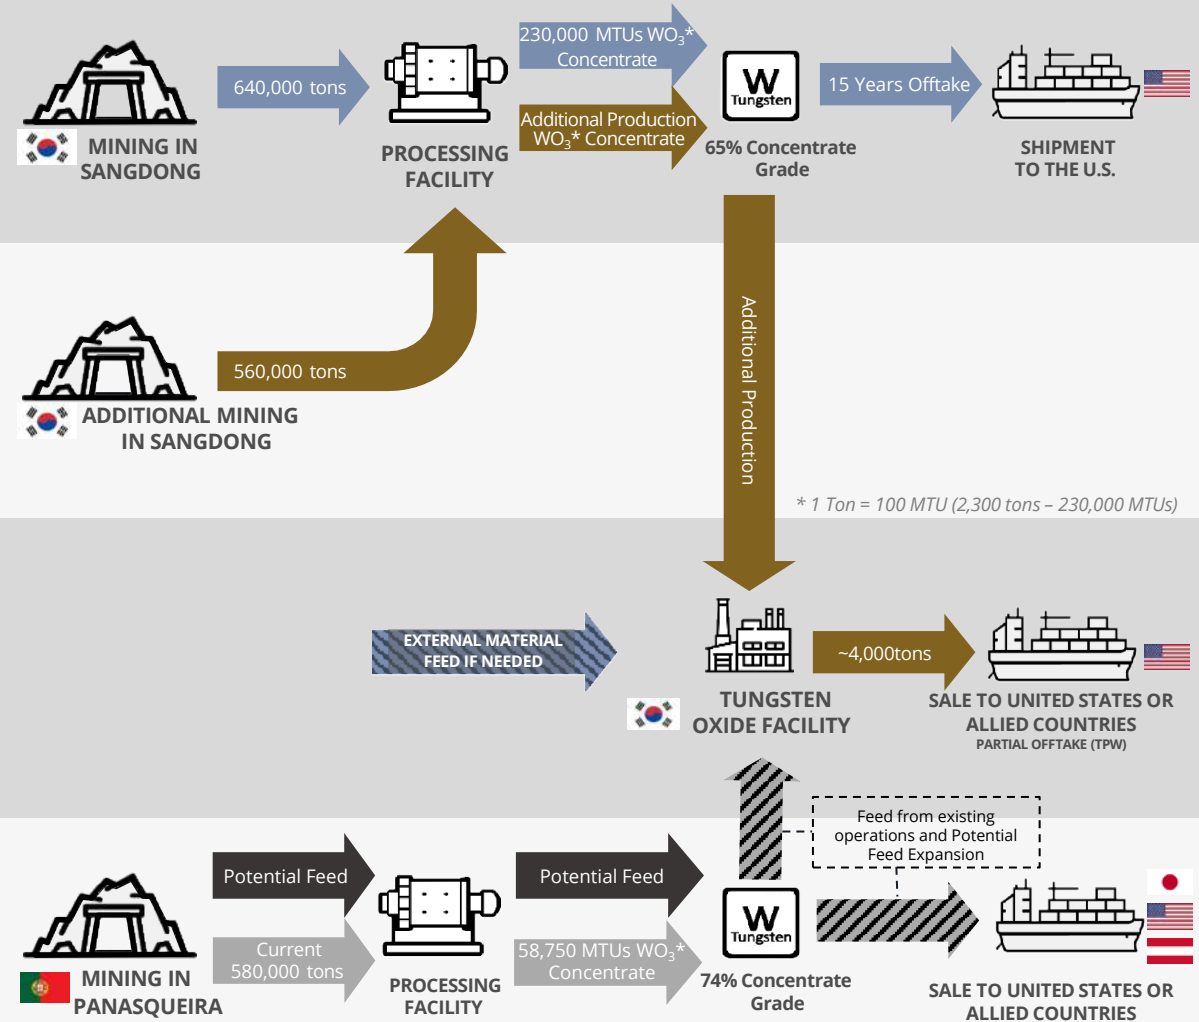 230,000 MTUs WO₃*
Concentrate
640,000 tons
Additional Production
WO₃* Concentrate
W
Tungsten
15 Years Offtake
MINING IN
SANGDONG
PROCESSING
FACILITY
65% Concentrate
Grade
SHIPMENT
TO THE U.S.
560,000 tons
ADDITIONAL MINING
IN SANGDONG
Additional Production
* 1 Ton = 100 MTU (2,300 tons – 230,000 MTUs)
EXTERNAL MATERIAL
FEED IF NEEDED
~4,000tons
TUNGSTEN
OXIDE FACILITY
SALE TO UNITED STATES OR
ALLIED COUNTRIES
PARTIAL OFFTAKE (TPW)
Feed from existing
operations and Potential
Feed Expansion
Potential Feed
Potential Feed
Current
580,000 tons
58,750 MTUs WO₃*
Concentrate
W
Tungsten
MINING IN
PANASQUEIRA
PROCESSING
FACILITY
74% Concentrate
Grade
SALE TO UNITED STATES OR
ALLIED COUNTRIES